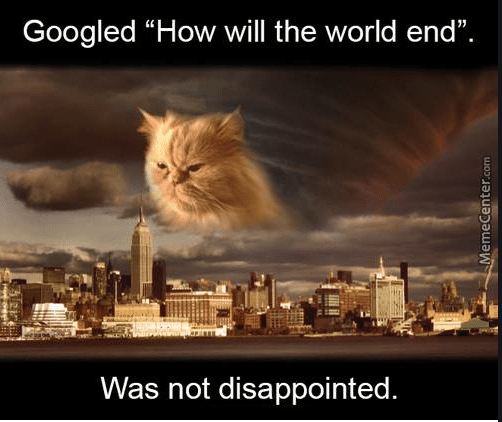 Googled “How will the world end”.
MemeCenter.com
Was not disappointed.